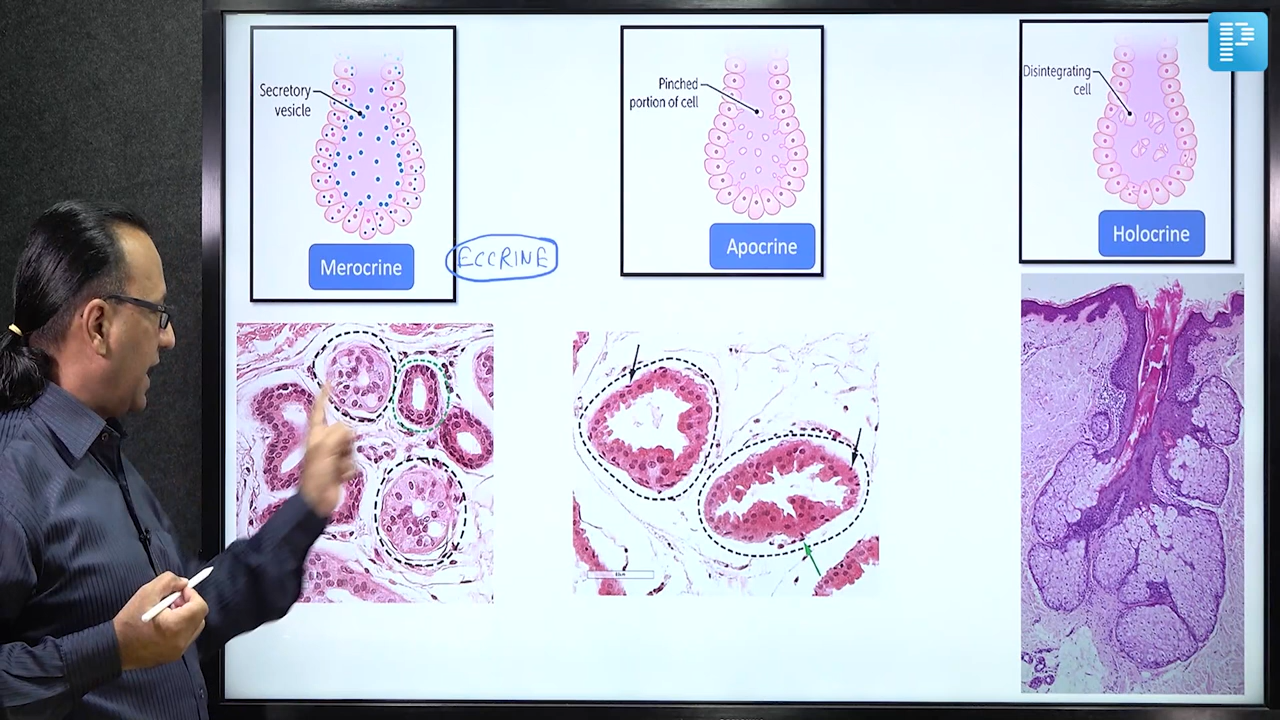 Secretory
vesicle
Merocrine
ECCRINE
Pinched
portion of cell
Apocrine
Disintegrating
cell
Holocrine
P